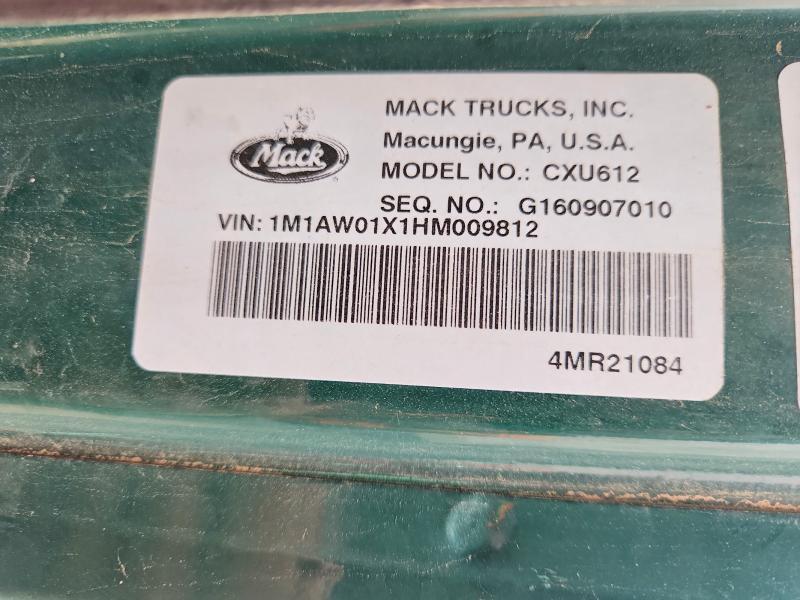 Mack
MACK TRUCKS, INC.
Macungie, PA, U.S.A.
MODEL NO.: CXU612
SEQ. NO.: G160907010
VIN: 1M1AW01X1HM009812
4MR21084